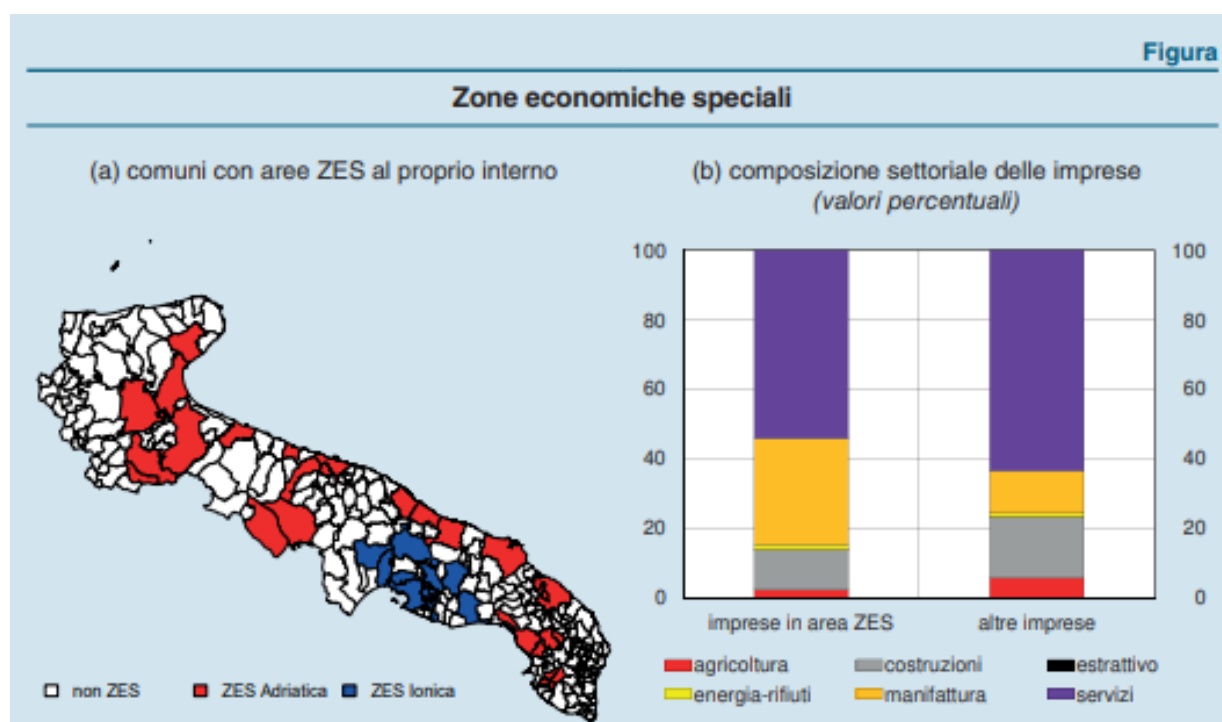 Figura
Zone economiche speciali
(a) comuni con aree ZES al proprio interno
non ZES
ZES Adriatica
ZES Ionica
(b) composizione settoriale delle imprese
(valori percentuali)
100
80
60
40
20
0
100
80
60
40
20
0
imprese in area ZES
altre imprese
agricoltura
costruzioni
estrattivo
energia-rifiuti
manifattura
servizi